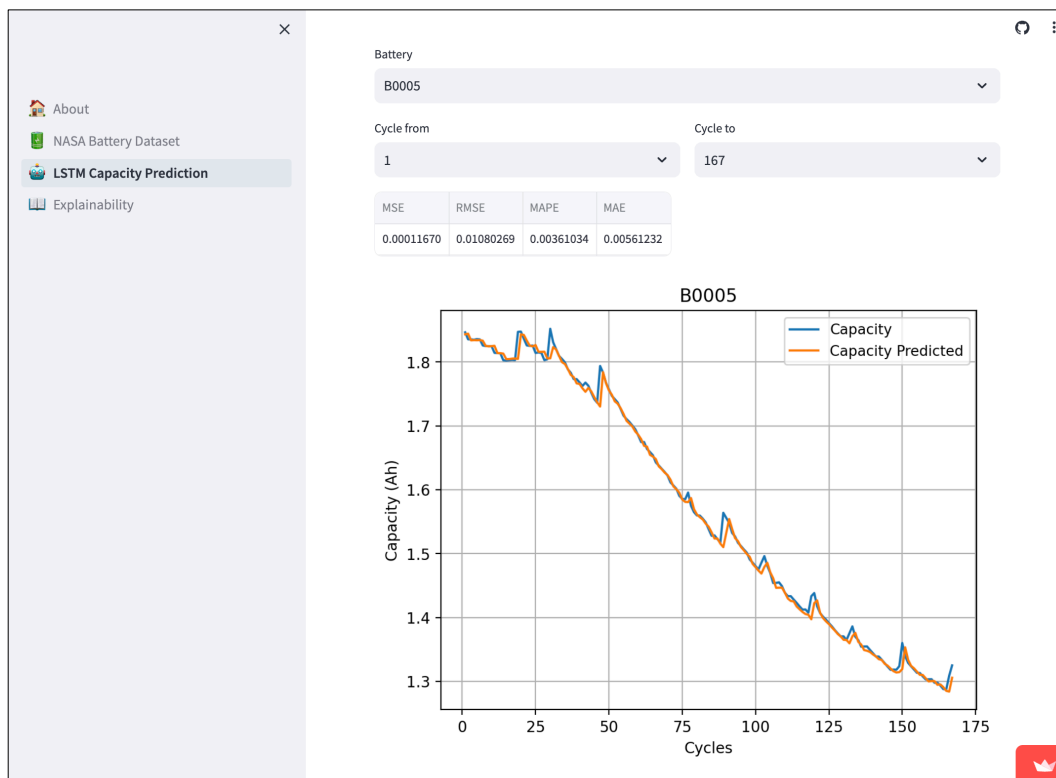 About
NASA Battery Dataset
LSTM Capacity Prediction
Explainability
Battery
B0005
Cycle from
Cycle to
1
167
MSE RMSE MAPE MAE
0.00011670 0.01080269 0.00361034 0.00561232
B0005
Capacity
Capacity Predicted
Capacity (Ah)
1.8
1.7
1.6
1.5
1.4
1.3
0 25 50 75 100 125 150 175
Cycles